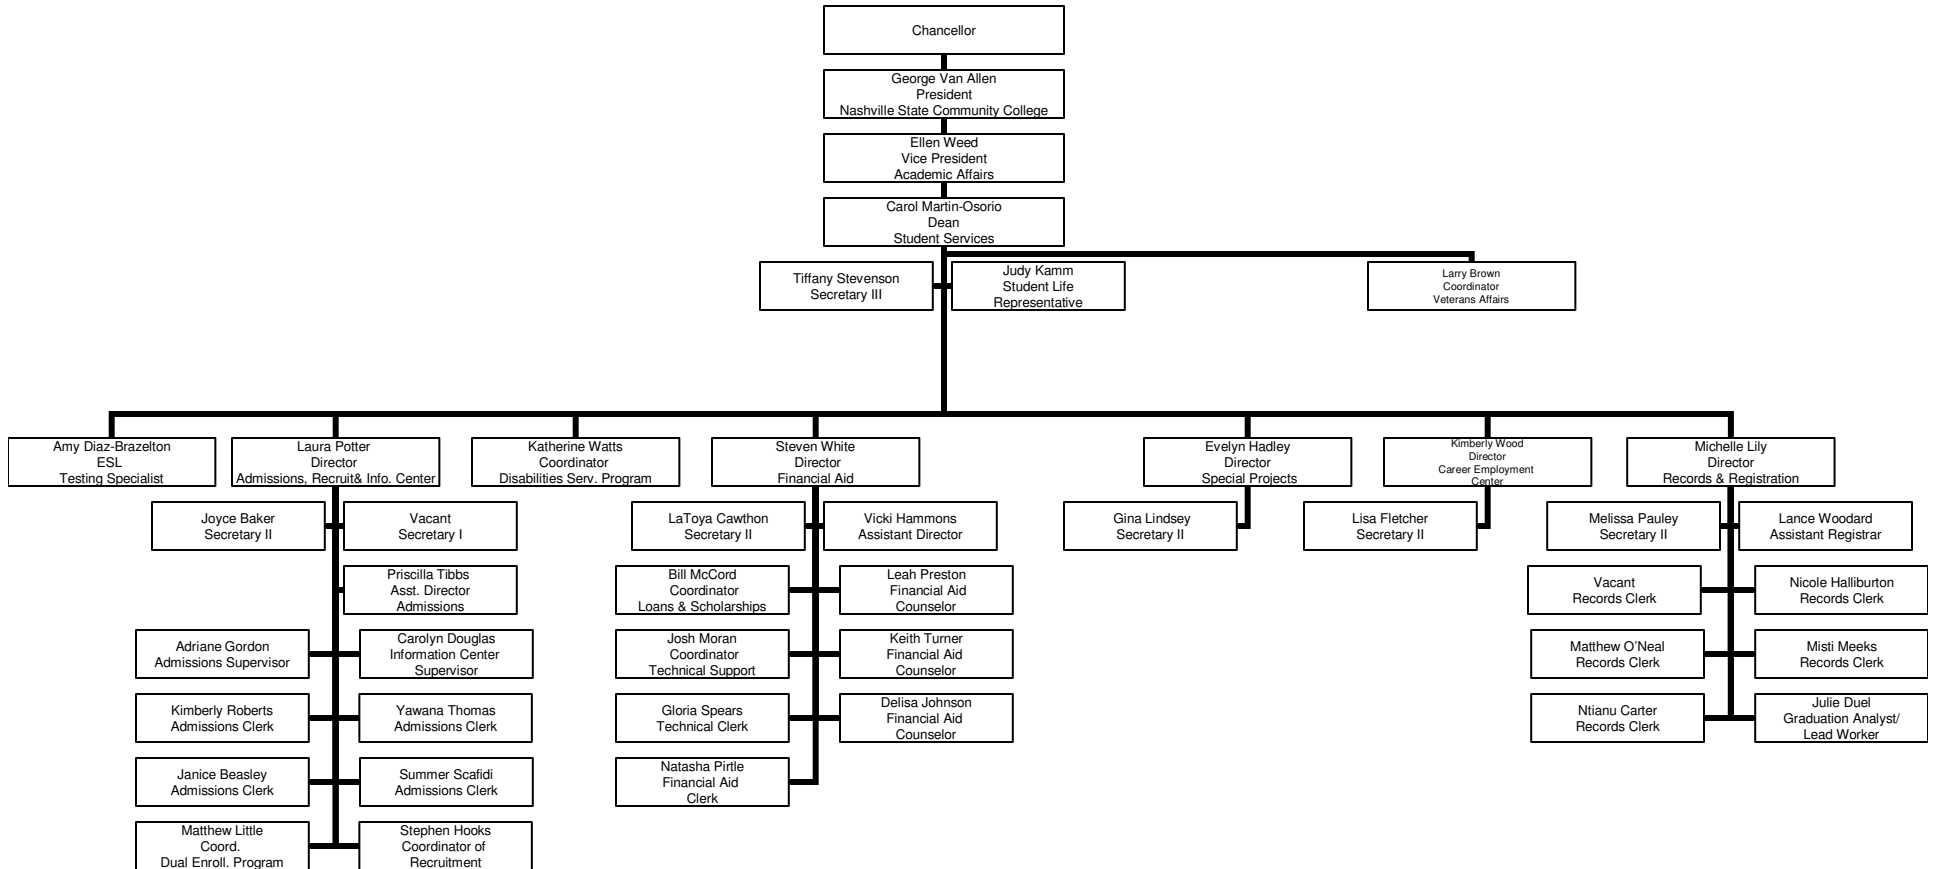 Chancellor
George Van Allen
President
Nashville State Community College
Ellen Weed
Vice President
Academic Affairs
Carol Martin-Osorio
Dean
Student Services
Tiffany Stevenson
Secretary III
Judy Kamm
Student Life
Representative
Larry Brown
Coordinator
Veterans Affairs
Amy Diaz-Brazelton
ESL
Testing Specialist
Laura Potter
Director
Admissions, Recruit& Info. Center
Katherine Watts
Coordinator
Disabilities Serv. Program
Steven White
Director
Financial Aid
Evelyn Hadley
Director
Special Projects
Kimberly Wood
Director
Career Employment
Center
Michelle Lily
Director
Records & Registration
Joyce Baker
Secretary II
Vacant
Secretary I
Priscilla Tibbs
Asst. Director
Admissions
Adriane Gordon
Admissions Supervisor
Carolyn Douglas
Information Center
Supervisor
Kimberly Roberts
Admissions Clerk
Yawana Thomas
Admissions Clerk
Janice Beasley
Admissions Clerk
Summer Scafidi
Admissions Clerk
Matthew Little
Coord.
Dual Enroll. Program
Stephen Hooks
Coordinator of
Recruitment
LaToya Cawthon
Secretary II
Vicki Hammons
Assistant Director
Bill McCord
Coordinator
Loans & Scholarships
Leah Preston
Financial Aid
Counselor
Josh Moran
Coordinator
Technical Support
Keith Turner
Financial Aid
Counselor
Gloria Spears
Technical Clerk
Delisa Johnson
Financial Aid
Counselor
Natasha Pirtle
Financial Aid
Clerk
Gina Lindsey
Secretary II
Lisa Fletcher
Secretary II
Melissa Pauley
Secretary II
Lance Woodard
Assistant Registrar
Vacant
Records Clerk
Nicole Halliburton
Records Clerk
Matthew O’Neal
Records Clerk
Misti Meeks
Records Clerk
Ntianu Carter
Records Clerk
Julie Duel
Graduation Analyst/
Lead Worker